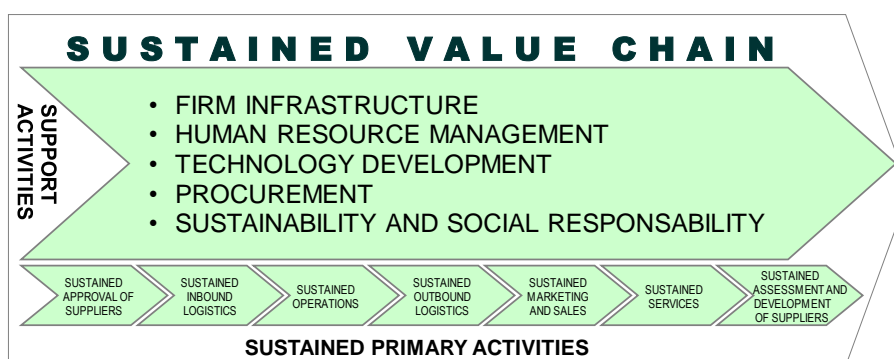 SUSTAINED VALUE CHAIN
SUPPORT
ACTIVITIES
• FIRM INFRASTRUCTURE
• HUMAN RESOURCE MANAGEMENT
• TECHNOLOGY DEVELOPMENT
• PROCUREMENT
• SUSTAINABILITY AND SOCIAL RESPONSABILITY
SUSTAINED
APPROVAL OF
SUPPLIERS
SUSTAINED
INBOUND
LOGISTICS
SUSTAINED
OPERATIONS
SUSTAINED
OUTBOUND
LOGISTICS
SUSTAINED
MARKETING
AND SALES
SUSTAINED
SERVICES
SUSTAINED
ASSESSMENT AND
DEVELOPMENT
OF SUPPLIERS
SUSTAINED PRIMARY ACTIVITIES